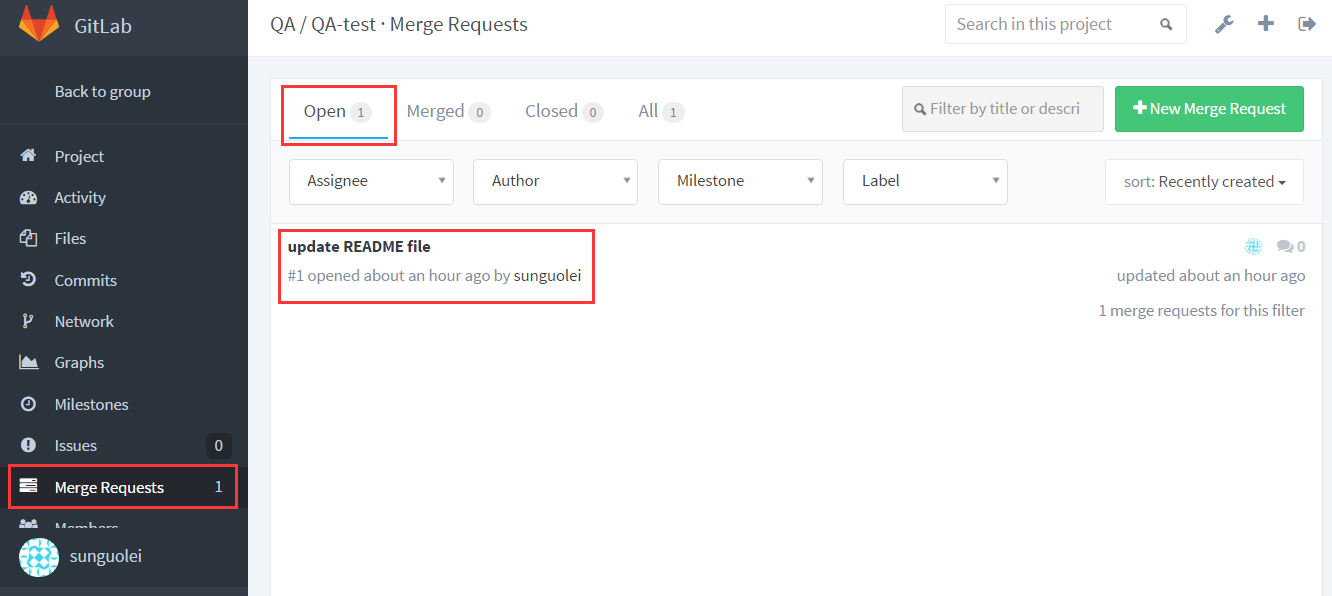 GitLab
Back to group
Project
Activity
Files
Commits
Network
Graphs
Milestones
Issues 0
Merge Requests 1
Members
sunguolei
QA / QA-test · Merge Requests
Search in this project
Open 1 Merged 0 Closed 0 All 1
Filter by title or descri
New Merge Request
Assignee Author Milestone Label
sort: Recently created
update README file
0
#1 opened about an hour ago by sunguolei
updated about an hour ago
1 merge requests for this filter